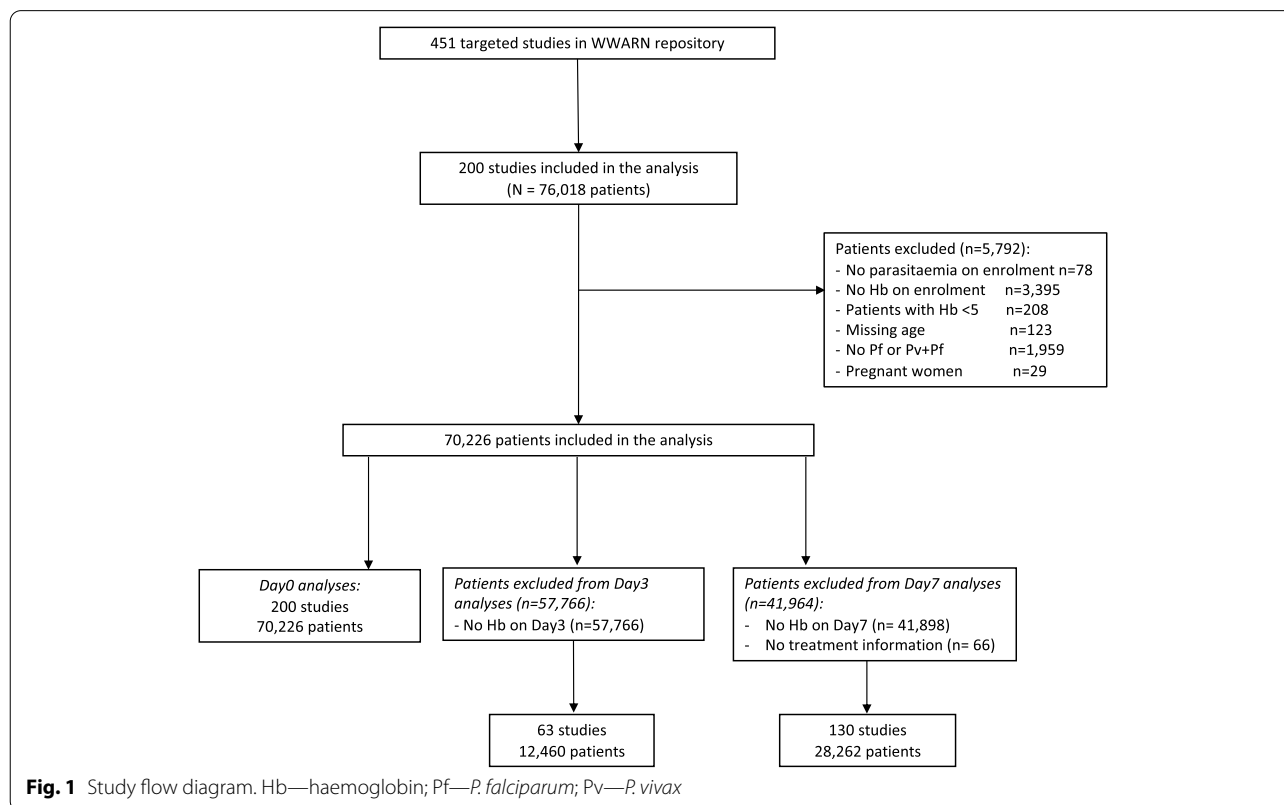 451 targeted studies in WWARN repository
200 studies included in the analysis
(N = 76,018 patients)
Patients excluded (n=5,792):
- No parasitaemia on enrolment n=78
- No Hb on enrolment n=3,395
- Patients with Hb <5 n=208
- Missing age n=123
- No Pf or Pv+Pf n=1,959
- Pregnant women n=29
70,226 patients included in the analysis
Day0 analyses:
200 studies
70,226 patients
Patients excluded from Day3
analyses (n=57,766):
- No Hb on Day3 (n=57,766)
Patients excluded from Day7 analyses
(n=41,964):
- No Hb on Day7 (n= 41,898)
- No treatment information (n= 66)
63 studies
12,460 patients
130 studies
28,262 patients
Fig. 1 Study flow diagram. Hb—haemoglobin; Pf—P. falciparum; Pv—P. vivax